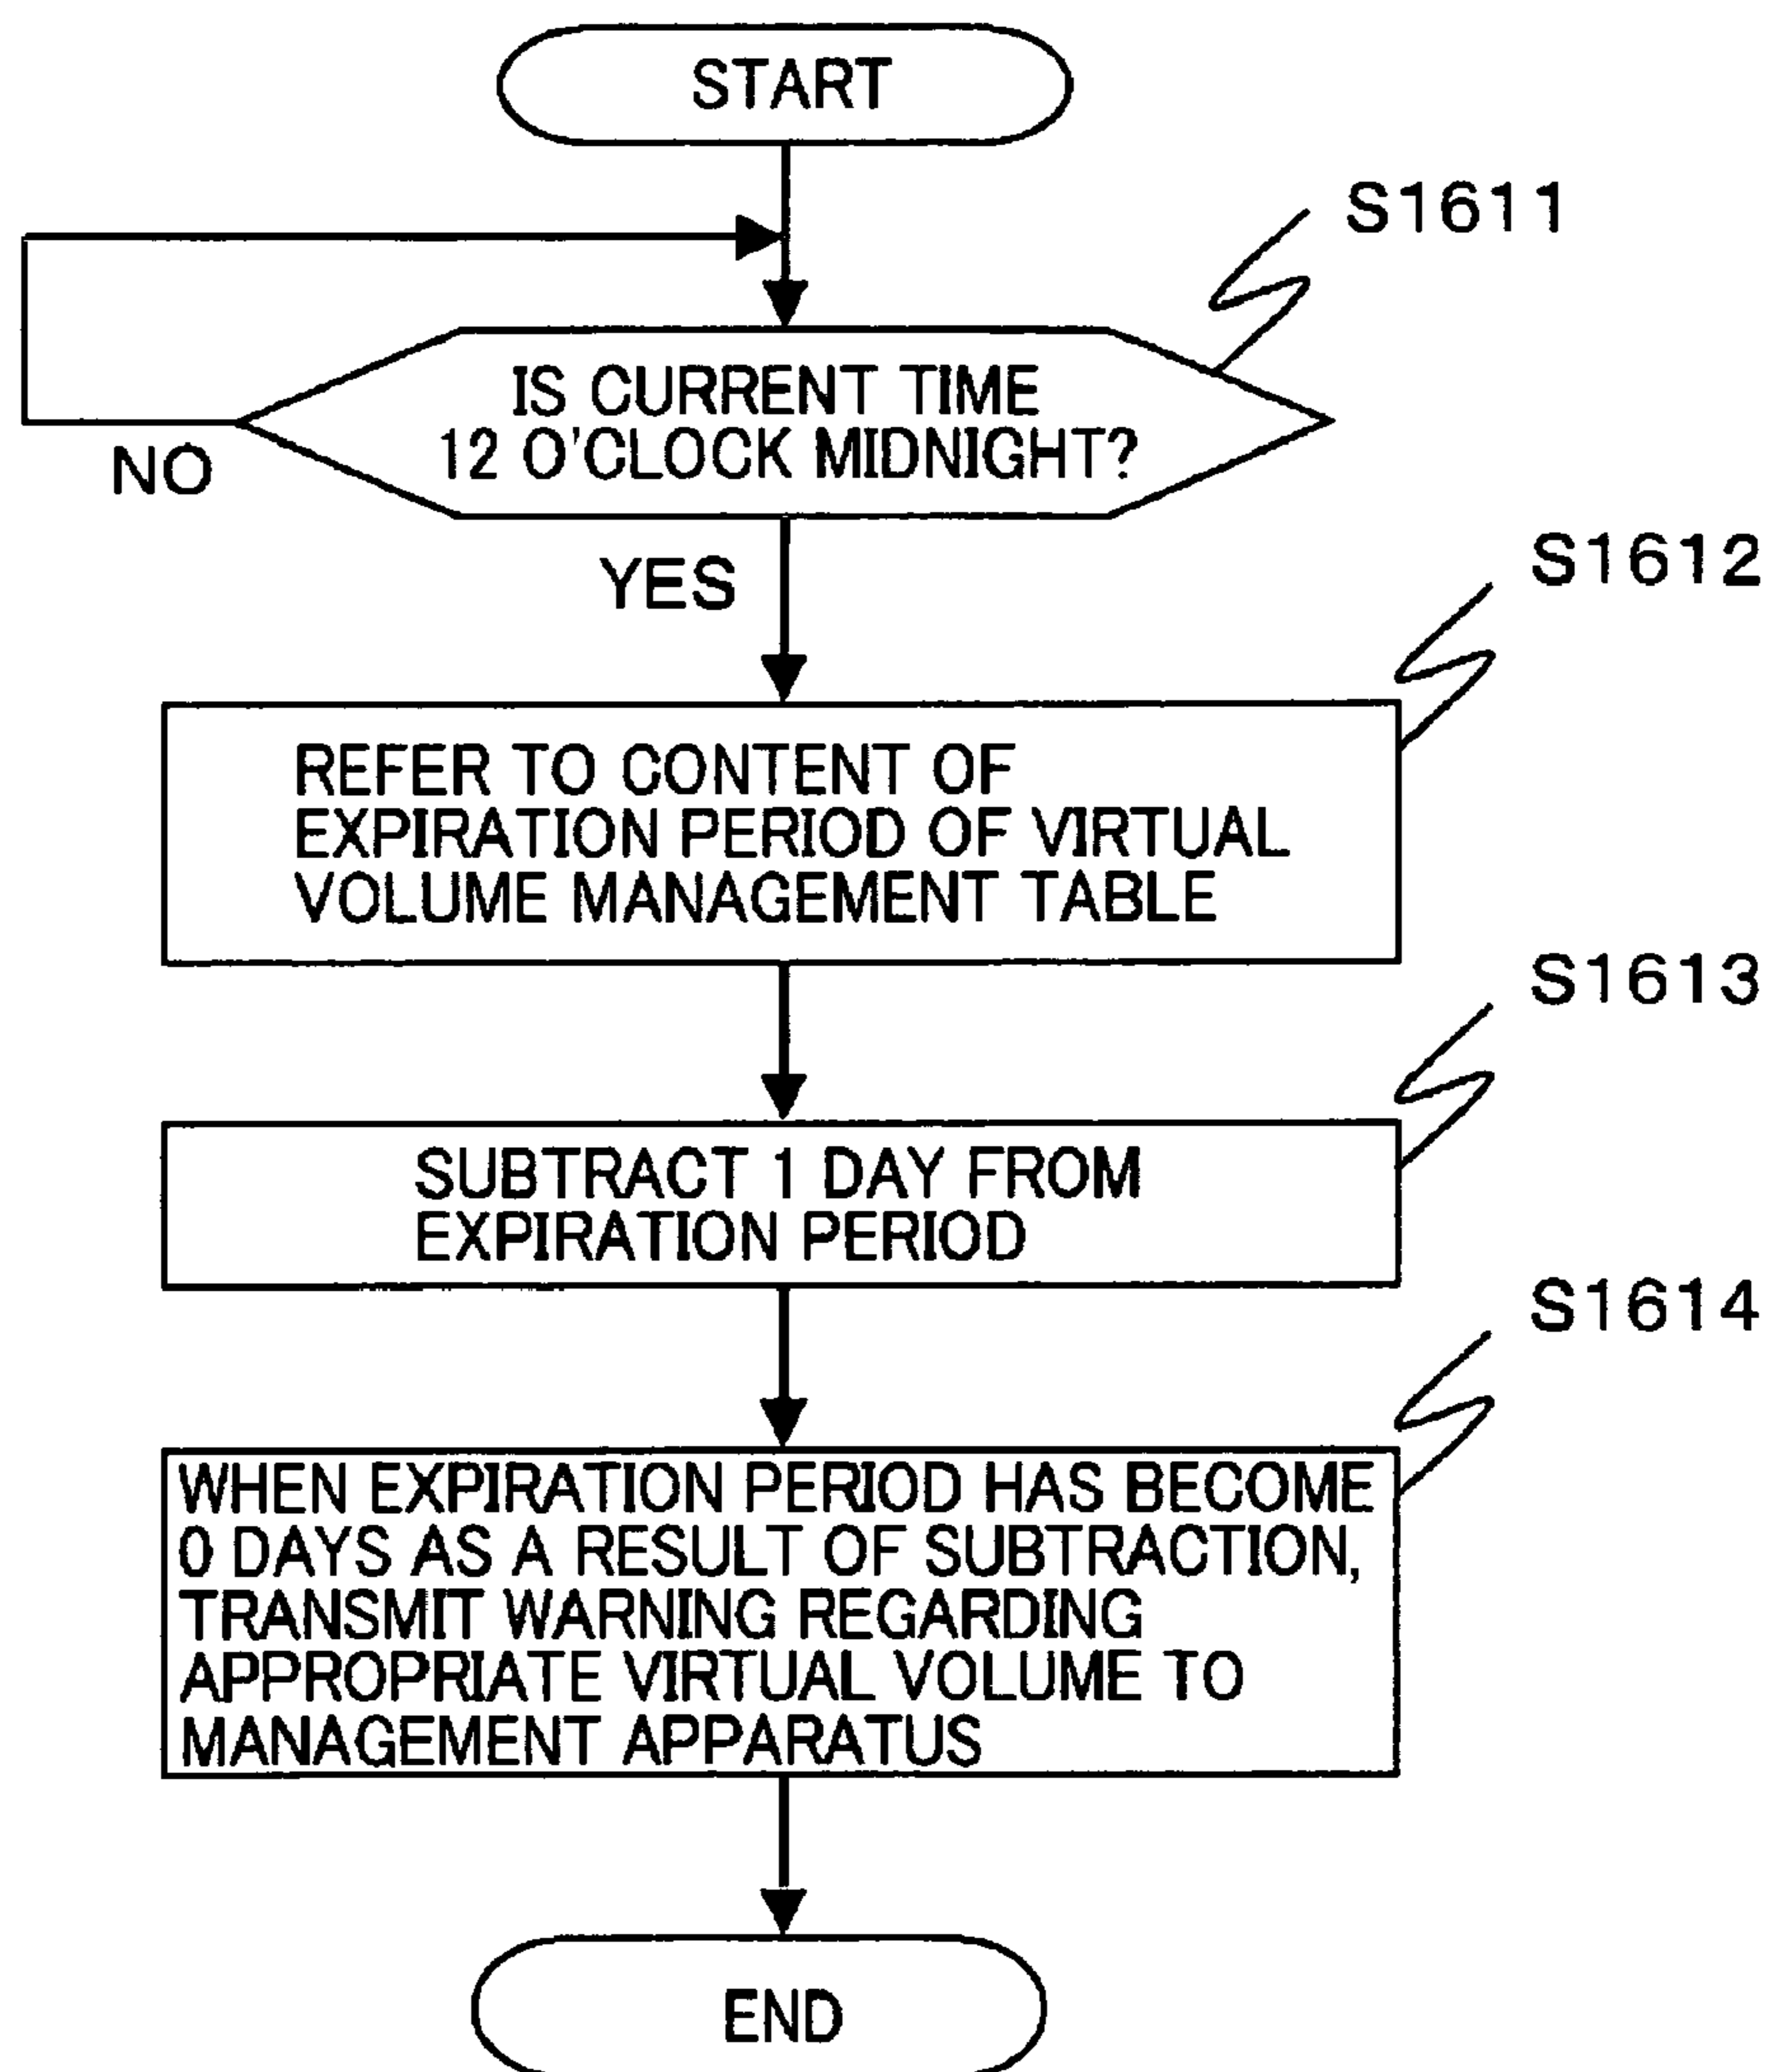 START
S1611
IS CURRENT TIME
12 O'CLOCK MIDNIGHT?
NO
YES
S1612
REFER TO CONTENT OF
EXPIRATION PERIOD OF VIRTUAL
VOLUME MANAGEMENT TABLE
S1613
SUBTRACT 1 DAY FROM
EXPIRATION PERIOD
S1614
WHEN EXPIRATION PERIOD HAS BECOME
0 DAYS AS A RESULT OF SUBTRACTION,
TRANSMIT WARNING REGARDING
APPROPRIATE VIRTUAL VOLUME TO
MANAGEMENT APPARATUS
END